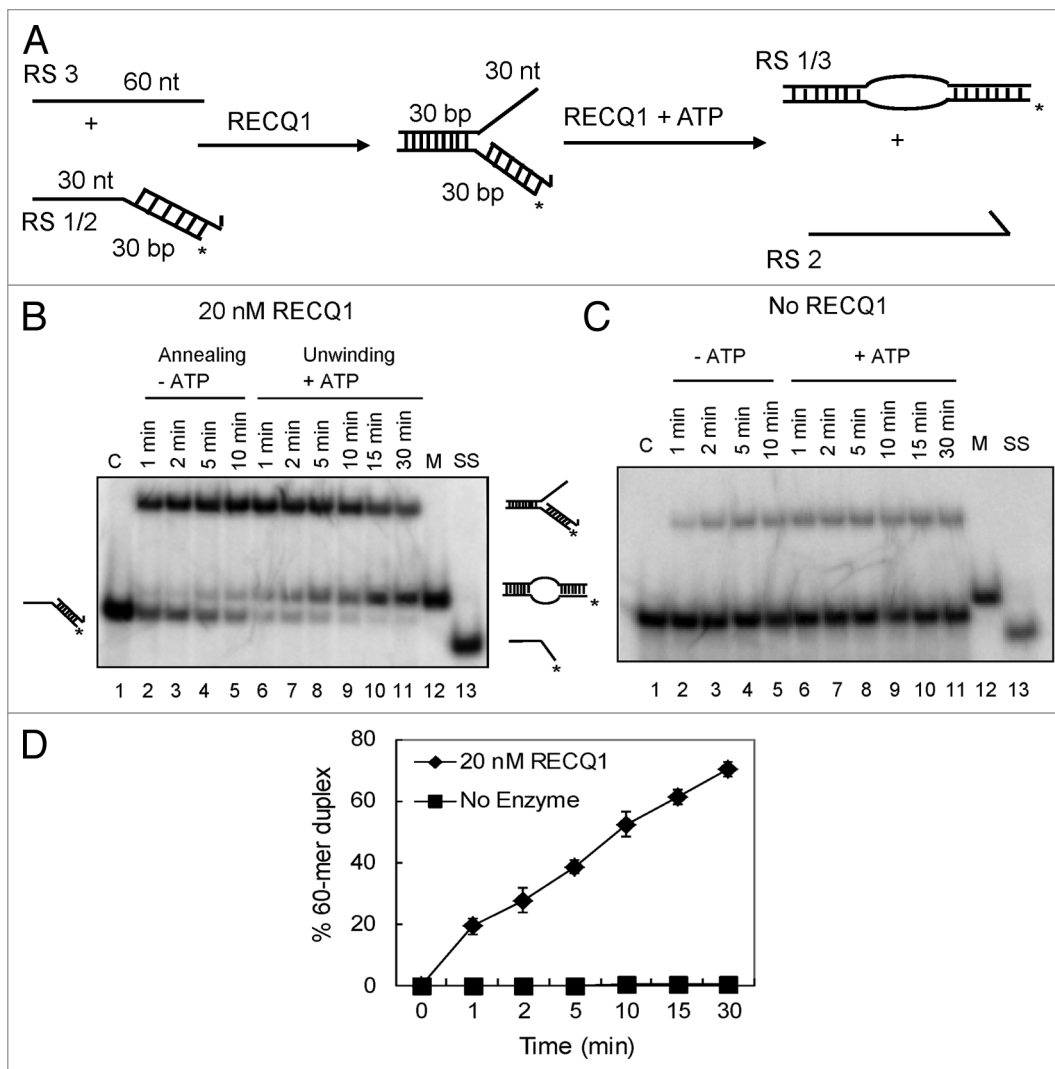 A
RS 3
60 nt
+
RS 1/2
30 nt
30 bp
*
RECQ1
30 nt
30 bp
30 bp
*
RECQ1 + ATP
RS 1/3
*
+
RS 2
B
20 nM RECQ1
Annealing
- ATP
Unwinding
+ ATP
C 1 min 2 min 5 min 10 min 1 min 2 min 5 min 10 min 15 min 30 min M SS
*
*
*
*
1 2 3 4 5 6 7 8 9 10 11 12 13
C
No RECQ1
- ATP
+ ATP
C 1 min 2 min 5 min 10 min 1 min 2 min 5 min 10 min 15 min 30 min M SS
1 2 3 4 5 6 7 8 9 10 11 12 13
D
% 60-mer duplex
80
60
40
20
0
20 nM RECQ1
No Enzyme
0 1 2 5 10 15 30
Time (min)